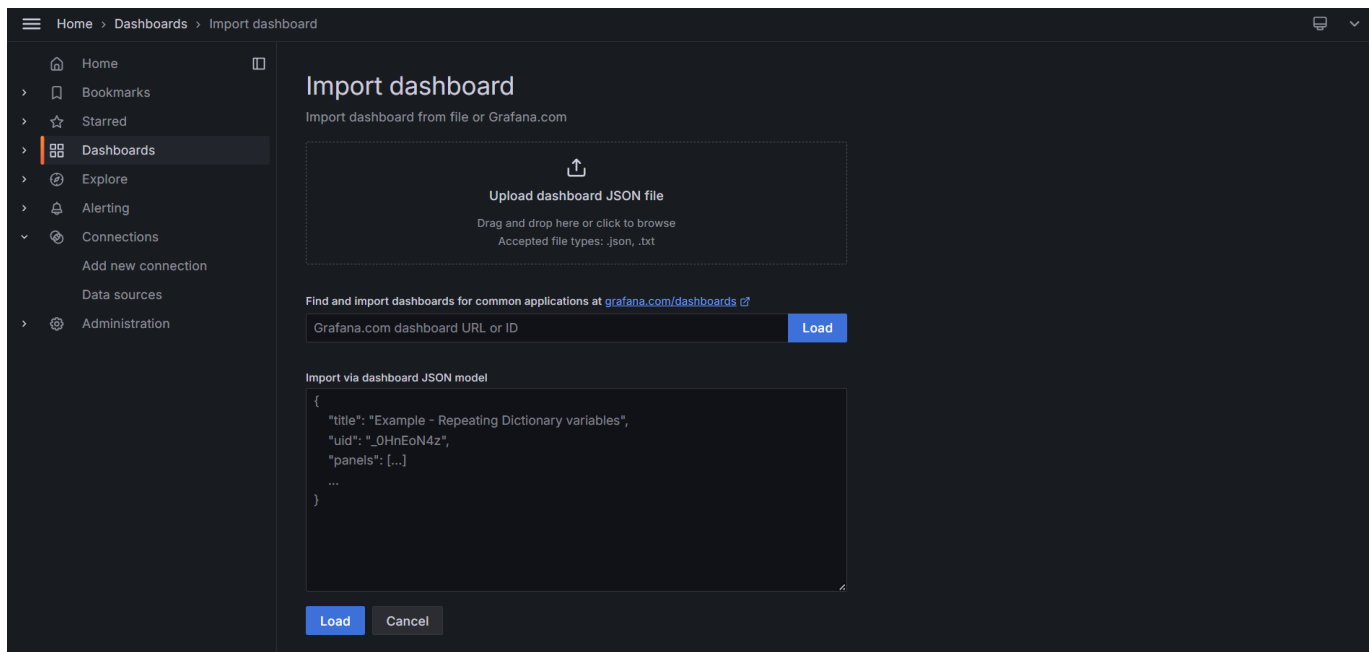 Home › Dashboards › Import dashboard
Home
Bookmarks
Starred
Dashboards
Explore
Alerting
Connections
Add new connection
Data sources
Administration
Import dashboard
Import dashboard from file or Grafana.com
Upload dashboard JSON file
Drag and drop here or click to browse
Accepted file types: .json, .txt
Find and import dashboards for common applications at grafana.com/dashboards
Grafana.com dashboard URL or ID
Load
Import via dashboard JSON model
{
"title": "Example - Repeating Dictionary variables",
"uid": "_0HnEoN4z",
"panels": [...]
...
}
Load
Cancel